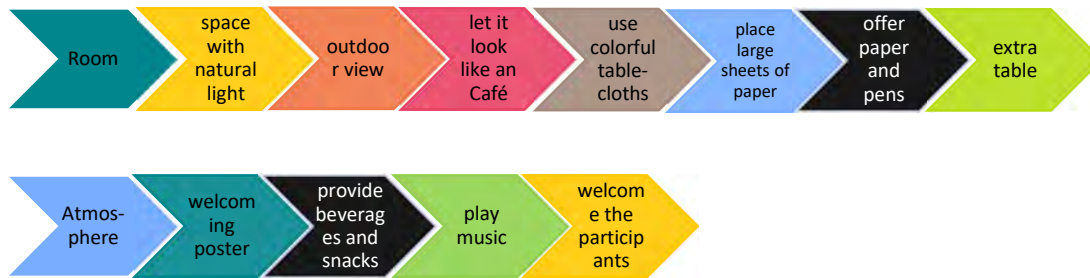 Room
space
with
natural
light
outdoo
r view
let it
look
like an
Café
use
colorful
table-
cloths
place
large
sheets of
paper
offer
paper
and
pens
extra
table
Atmos-
phere
welcom
ing
poster
provide
beverag
es and
snacks
play
music
welcom
e the
particip
ants